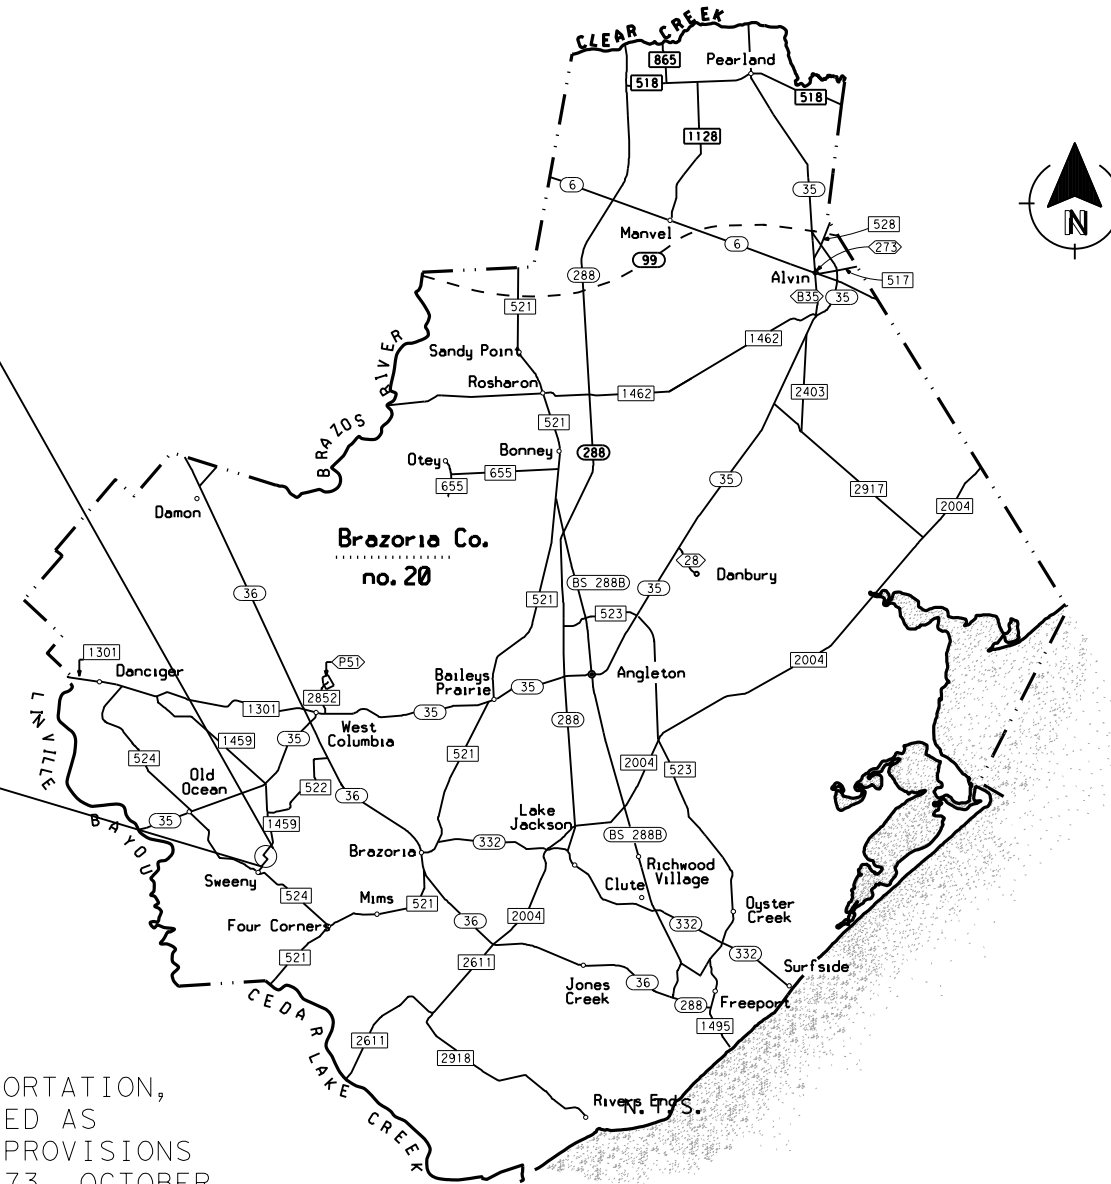 CLEAR CREEK
865
Pearland
518
518
1128
6
35
Manvel
528
6
273
99
Alvin
517
288
B35
35
521
1462
BRAZOS RIVER
Sandy Point
Rosharon
1462
2403
521
Bonney
288
Otey
655
655
35
2917
2004
Damon
Brazoria Co.
no. 20
28
Danbury
36
BS 288B
35
521
523
1301
P51
2004
Danciger
Baileys
Prairie
Angleton
35
2852
1301
35
288
West
Columbia
LINVILLE BAYOU
1459
35
524
521
2004
523
Old
Ocean
522
36
Lake
Jackson
35
1459
332
BS 288B
Brazoria
Richwood
Village
Sweeny
Clute
524
Mims
521
Oyster
Creek
2004
36
332
Four Corners
332
521
2611
Surfside
Jones
Creek
36
CEDAR LAKE CREEK
288
Freeport
1495
2611
2918
Rivers End
N.T.S.
N
ORTATION,
ED AS
PROVISIONS
73, OCTOBER